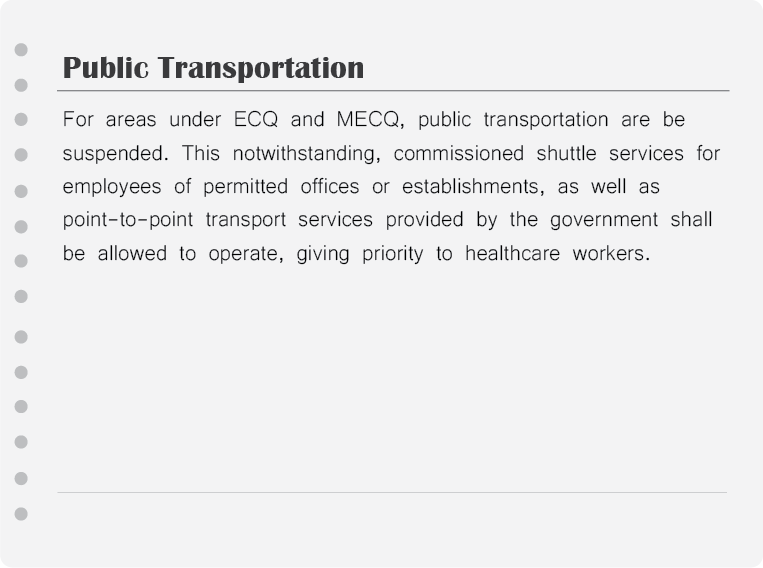 Public Transportation
For areas under ECQ and MECQ, public transportation are be
suspended. This notwithstanding, commissioned shuttle services for
employees of permitted offices or establishments, as well as
point-to-point transport services provided by the government shall
be allowed to operate, giving priority to healthcare workers.